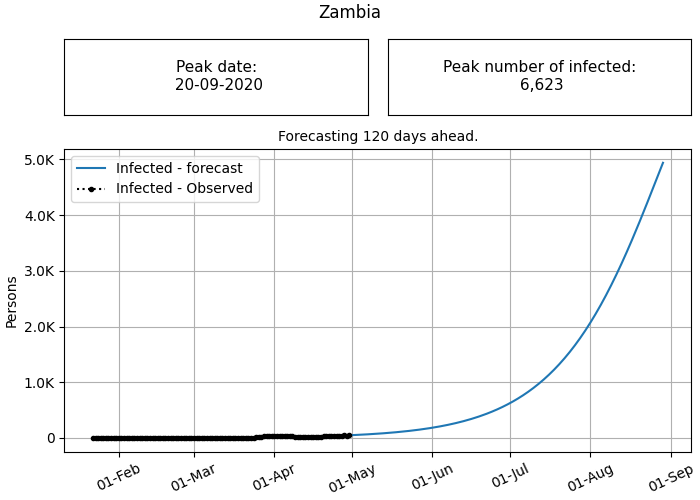 Zambia
Peak date:
20-09-2020
Peak number of infected:
6,623
Forecasting 120 days ahead.
Infected - forecast
Infected - Observed
5.0K
4.0K
3.0K
2.0K
1.0K
0
Persons
01-Feb
01-Mar
01-Apr
01-May
01-Jun
01-Jul
01-Aug
01-Sep